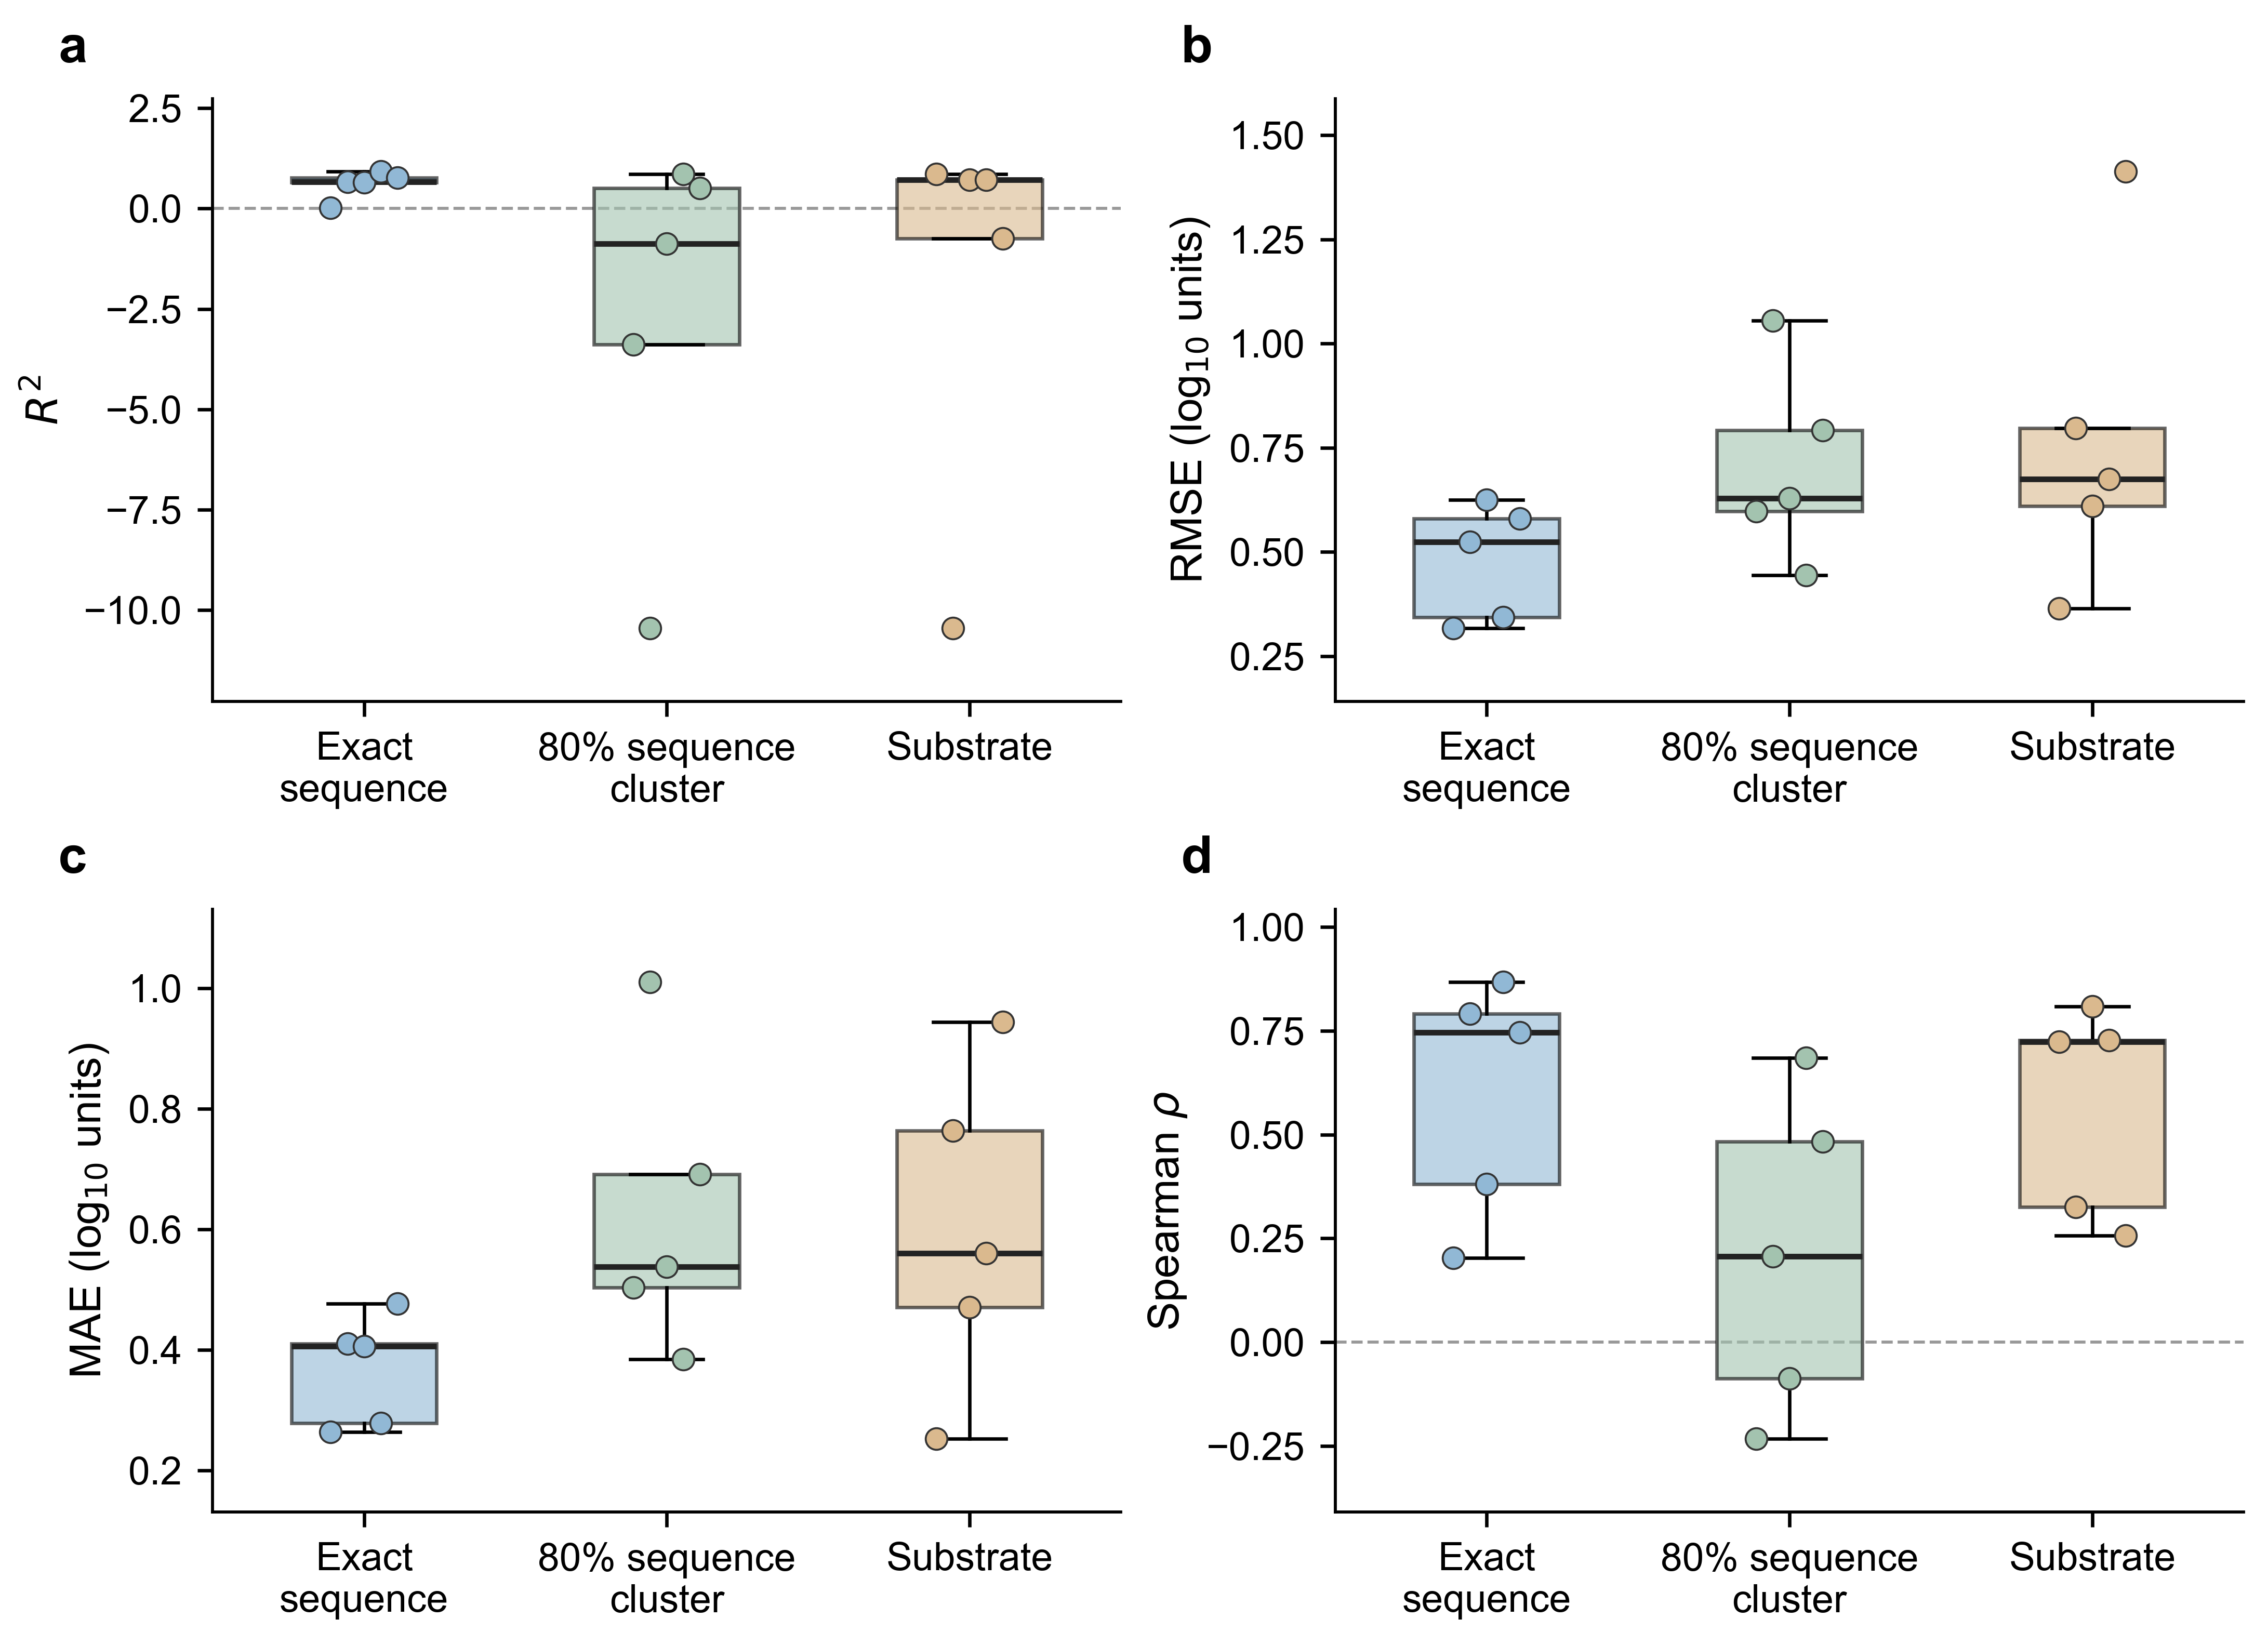 a
2.5
0.0
−2.5
−5.0
−7.5
−10.0
R²
Exact
sequence
80% sequence
cluster
Substrate
b
1.50
1.25
1.00
0.75
0.50
0.25
RMSE (log₁₀ units)
Exact
sequence
80% sequence
cluster
Substrate
c
1.0
0.8
0.6
0.4
0.2
MAE (log₁₀ units)
Exact
sequence
80% sequence
cluster
Substrate
d
1.00
0.75
0.50
0.25
0.00
−0.25
Spearman ρ
Exact
sequence
80% sequence
cluster
Substrate